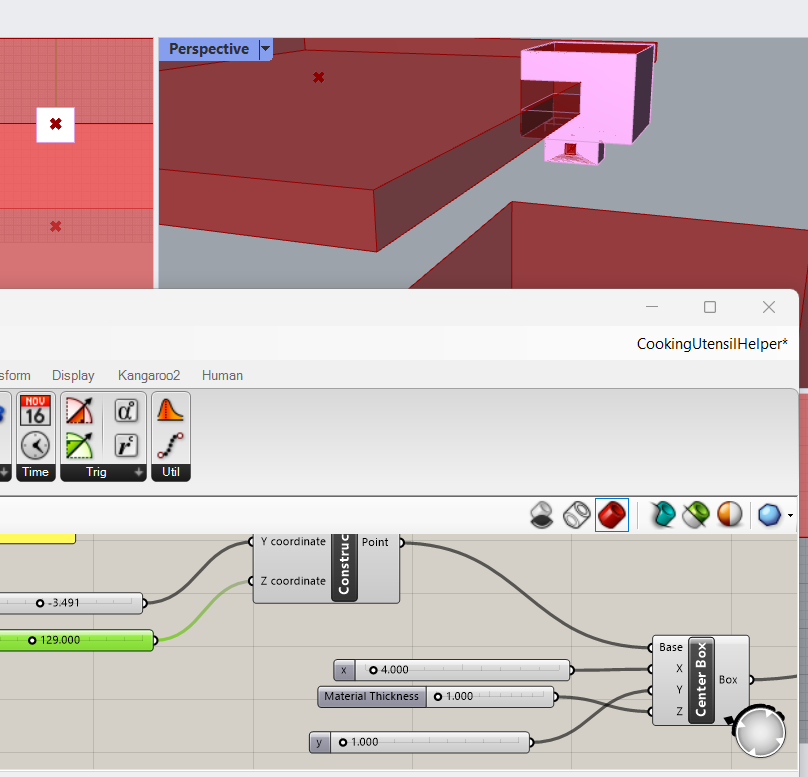 Perspective
CookingUtensilHelper*
sform Display Kangaroo2 Human
NOV
16
α
r
Time Trig Util
Y coordinate
Z coordinate
Construc
Point
-3.491
129.000
x 4.000
Material Thickness 1.000
y 1.000
Base
X
Y
Z
Center Box
Box